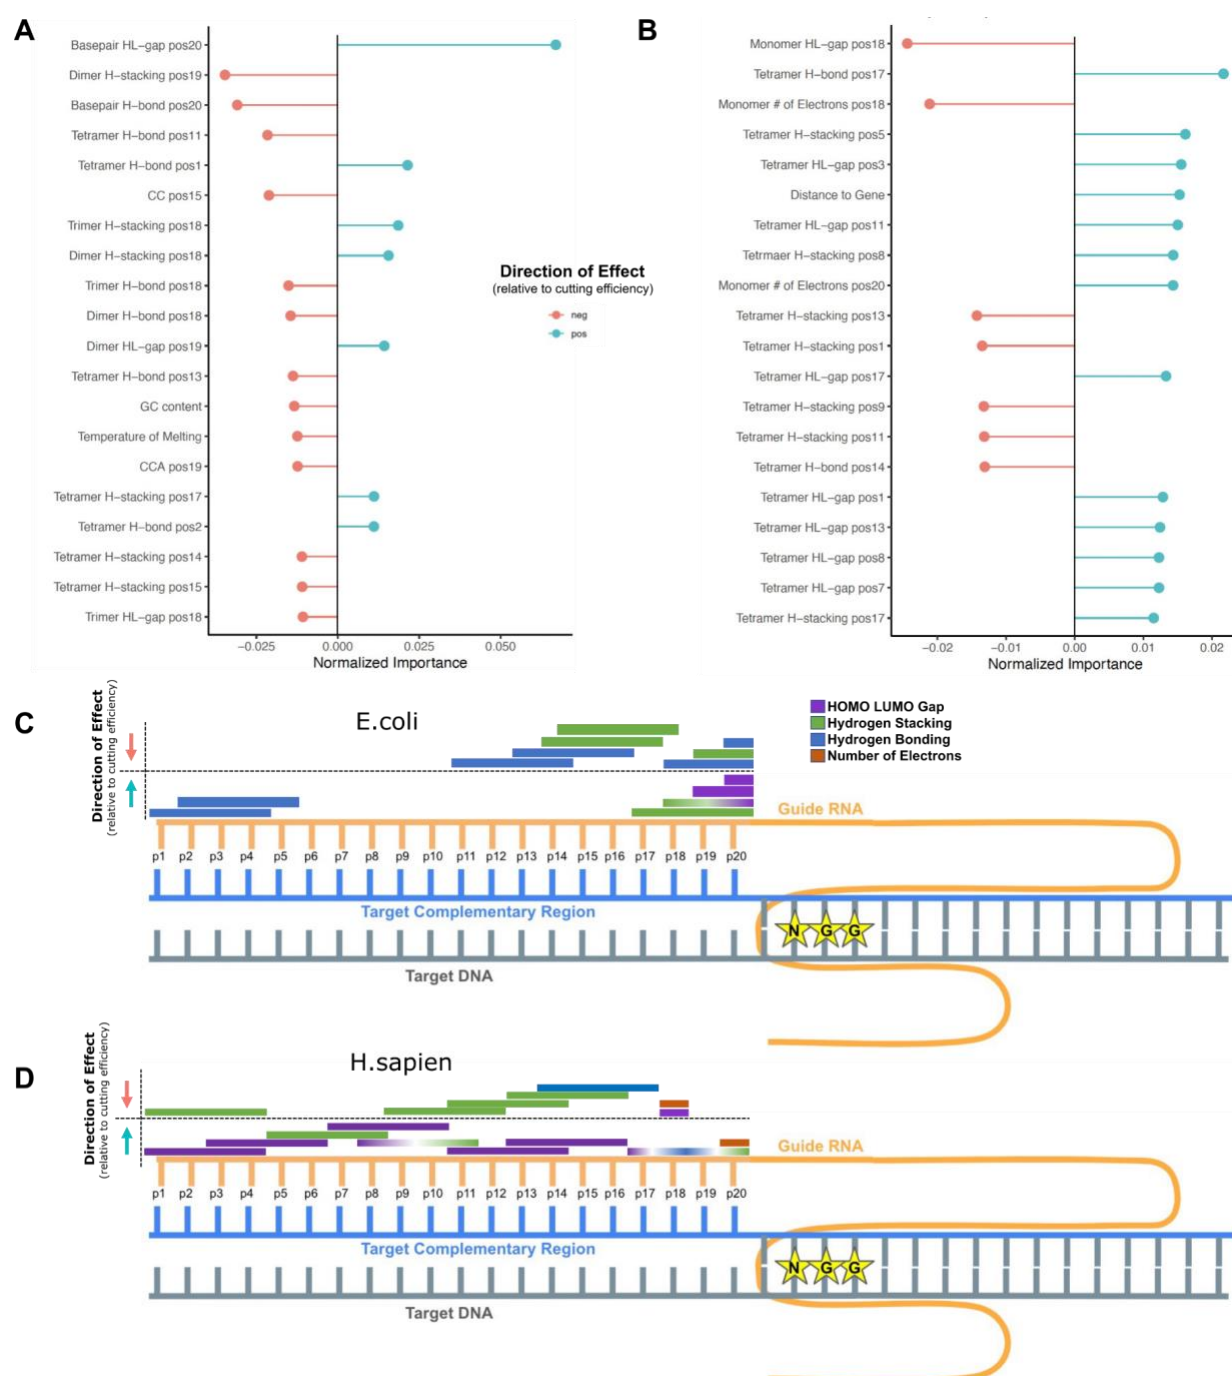 A
Basepair HL-gap pos20
Dimer H-stacking pos19
Basepair H-bond pos20
Tetramer H-bond pos11
Tetramer H-bond pos1
CC pos15
Trimer H-stacking pos18
Dimer H-stacking pos18
Trimer H-bond pos18
Dimer H-bond pos18
Dimer HL-gap pos19
Tetramer H-bond pos13
GC content
Temperature of Melting
CCA pos19
Tetramer H-stacking pos17
Tetramer H-bond pos2
Tetramer H-stacking pos14
Tetramer H-stacking pos15
Trimer HL-gap pos18
−0.025 0.000 0.025 0.050
Normalized Importance
Direction of Effect
(relative to cutting efficiency)
neg
pos
B
Monomer HL-gap pos18
Tetramer H-bond pos17
Monomer # of Electrons pos18
Tetramer H-stacking pos5
Tetramer HL-gap pos3
Distance to Gene
Tetramer HL-gap pos11
Tetrmaer H-stacking pos8
Monomer # of Electrons pos20
Tetramer H-stacking pos13
Tetramer H-stacking pos1
Tetramer HL-gap pos17
Tetramer H-stacking pos9
Tetramer H-stacking pos11
Tetramer H-bond pos14
Tetramer HL-gap pos1
Tetramer HL-gap pos13
Tetramer HL-gap pos8
Tetramer HL-gap pos7
Tetramer H-stacking pos17
−0.02 −0.01 0.00 0.01 0.02
Normalized Importance
C
Direction of Effect
(relative to cutting efficiency)
E.coli
HOMO LUMO Gap
Hydrogen Stacking
Hydrogen Bonding
Number of Electrons
Guide RNA
p1 p2 p3 p4 p5 p6 p7 p8 p9 p10 p11 p12 p13 p14 p15 p16 p17 p18 p19 p20
Target Complementary Region
N G G
Target DNA
D
Direction of Effect
(relative to cutting efficiency)
H.sapien
Guide RNA
p1 p2 p3 p4 p5 p6 p7 p8 p9 p10 p11 p12 p13 p14 p15 p16 p17 p18 p19 p20
Target Complementary Region
N G G
Target DNA